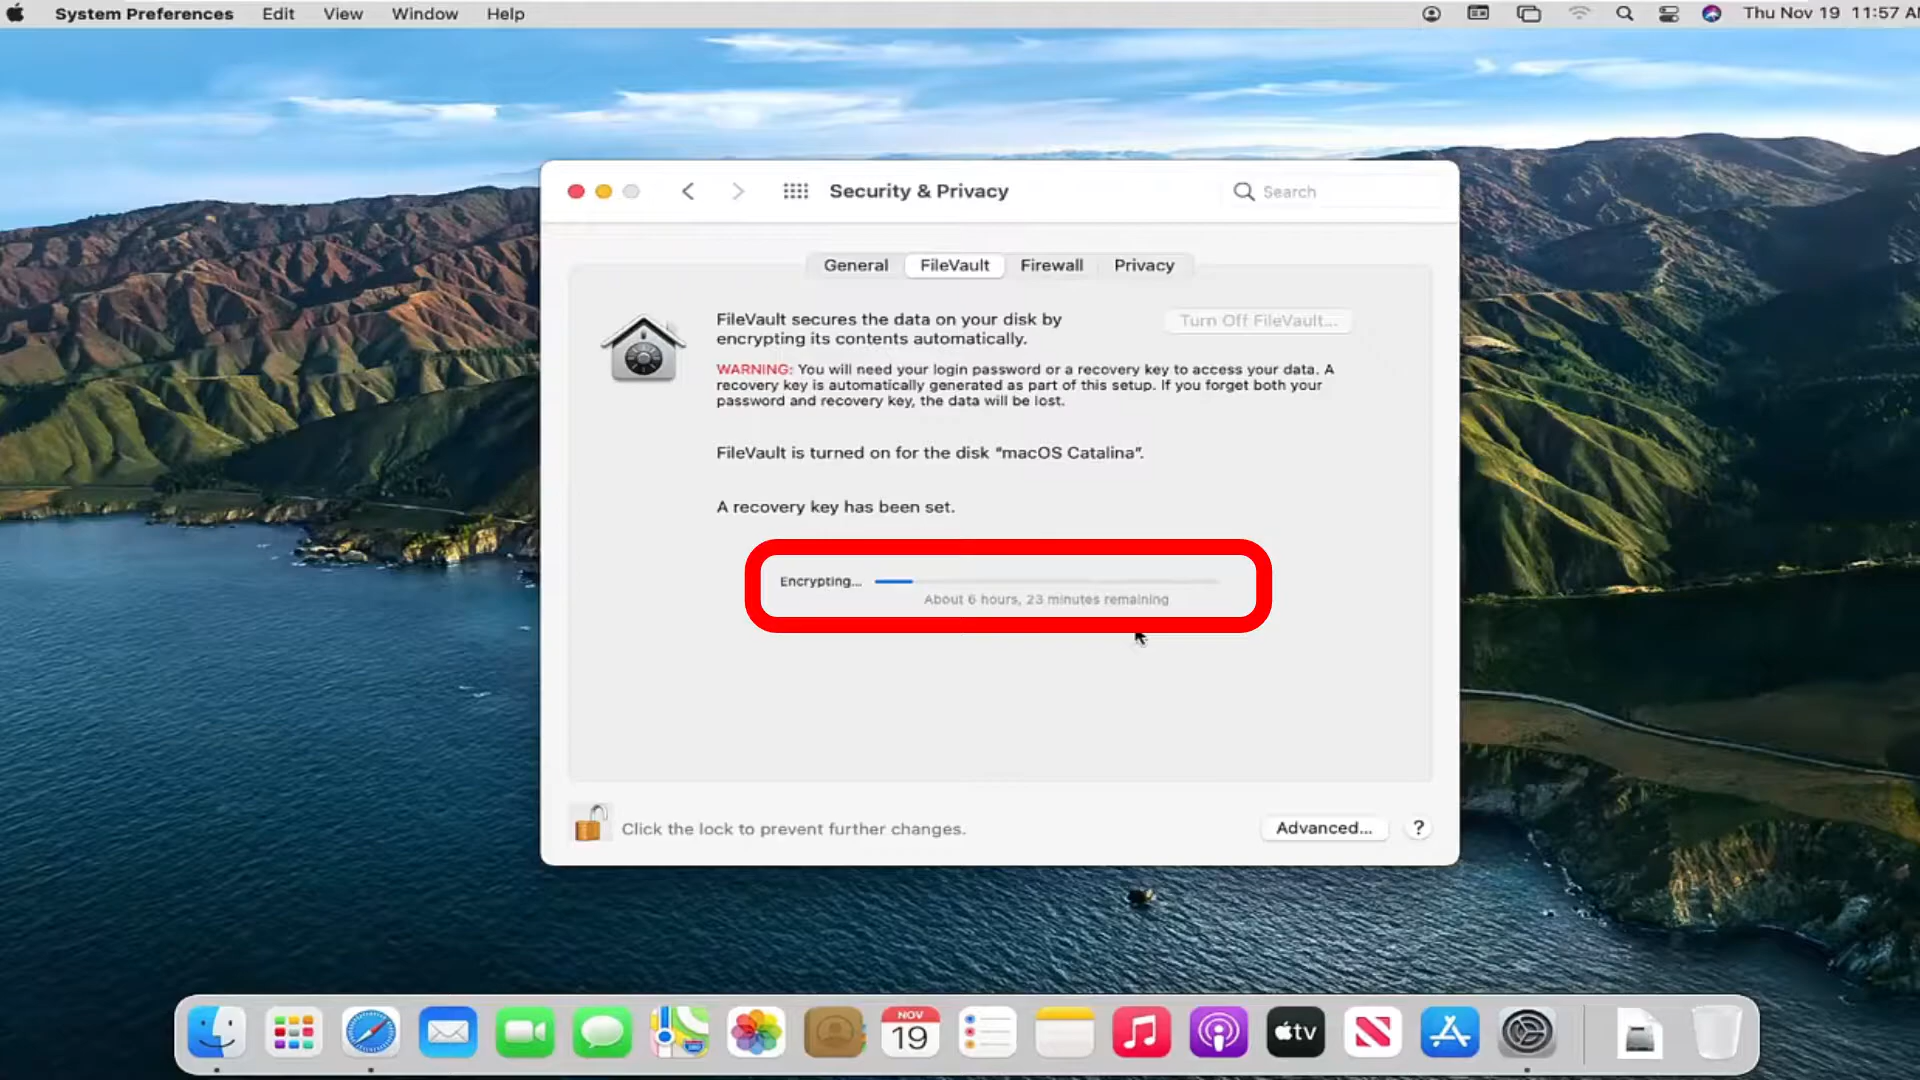 System Preferences Edit View Window Help
Thu Nov 19 11:57 A
Security & Privacy
Search
General FileVault Firewall Privacy
FileVault secures the data on your disk by
encrypting its contents automatically.
Turn Off FileVault...
WARNING: You will need your login password or a recovery key to access your data. A
recovery key is automatically generated as part of this setup. If you forget both your
password and recovery key, the data will be lost.
FileVault is turned on for the disk “macOS Catalina”.
A recovery key has been set.
Encrypting...
About 6 hours, 23 minutes remaining
Click the lock to prevent further changes.
Advanced... ?
NOV
19
tv